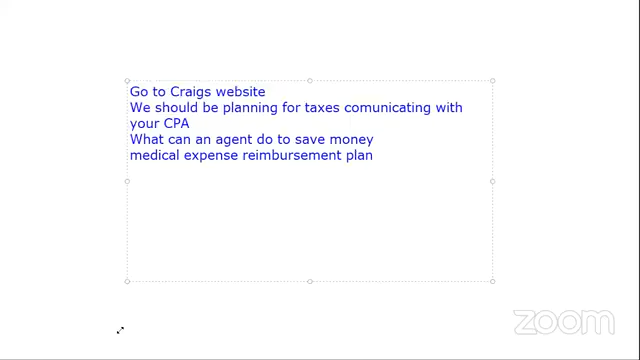 Go to Craigs website
We should be planning for taxes comunicating with
your CPA
What can an agent do to save money
medical expense reimbursement plan
zoom